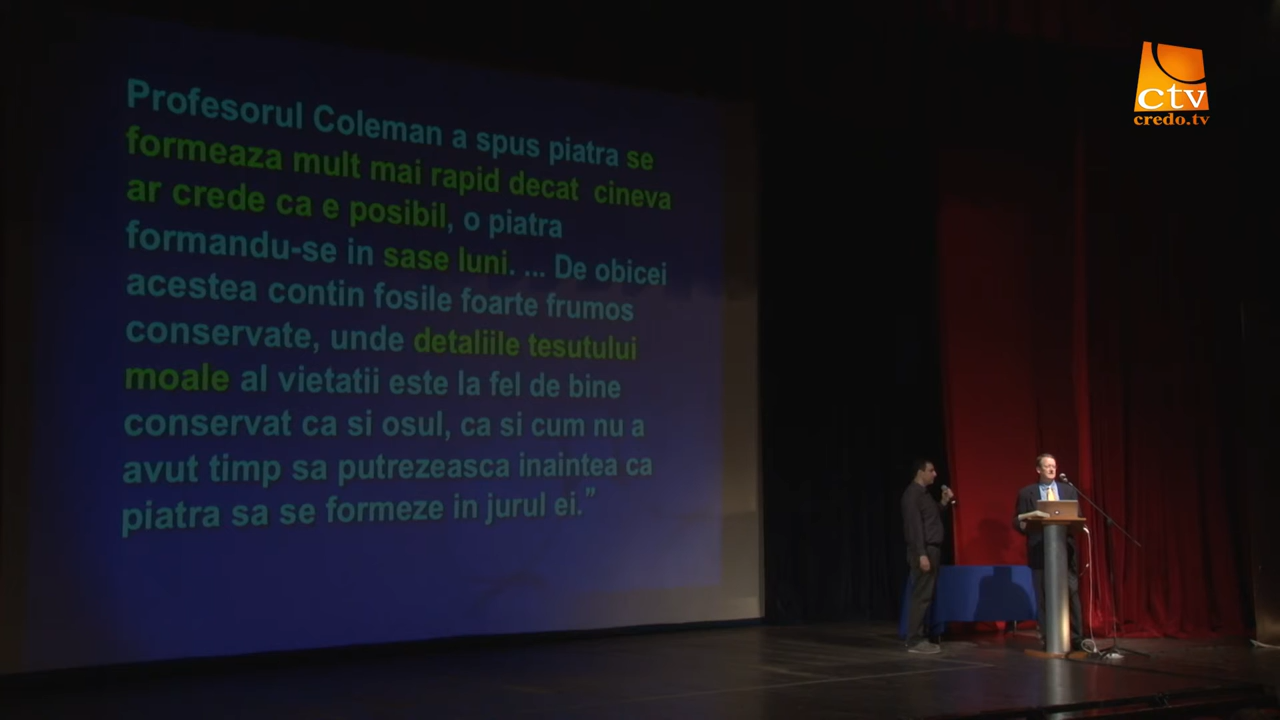 Profesorul Coleman a spus piatra se
formeaza mult mai rapid decat cineva
ar crede ca e posibil, o piatra
formandu-se in sase luni. ... De obicei
acestea contin fosile foarte frumos
conservate, unde detaliile tesutului
moale al vietatii este la fel de bine
conservat ca si osul, ca si cum nu a
avut timp sa putrezeasca inaintea ca
piatra sa se formeze in jurul ei.”
ctv
credo.tv